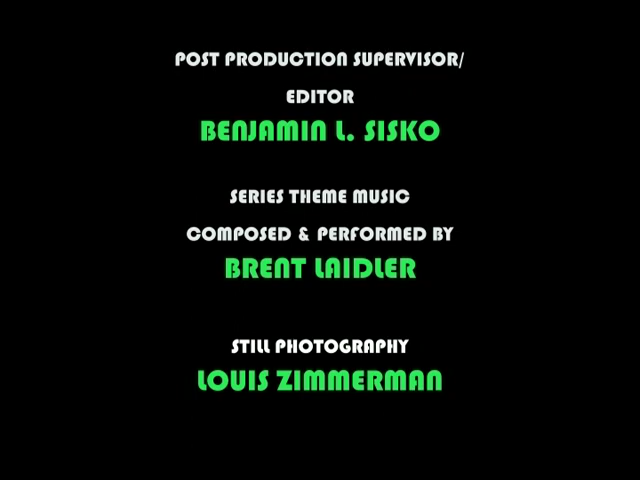 POST PRODUCTION SUPERVISOR/
EDITOR
BENJAMIN L. SISKO
SERIES THEME MUSIC
COMPOSED & PERFORMED BY
BRENT LAIDLER
STILL PHOTOGRAPHY
LOUIS ZIMMERMAN